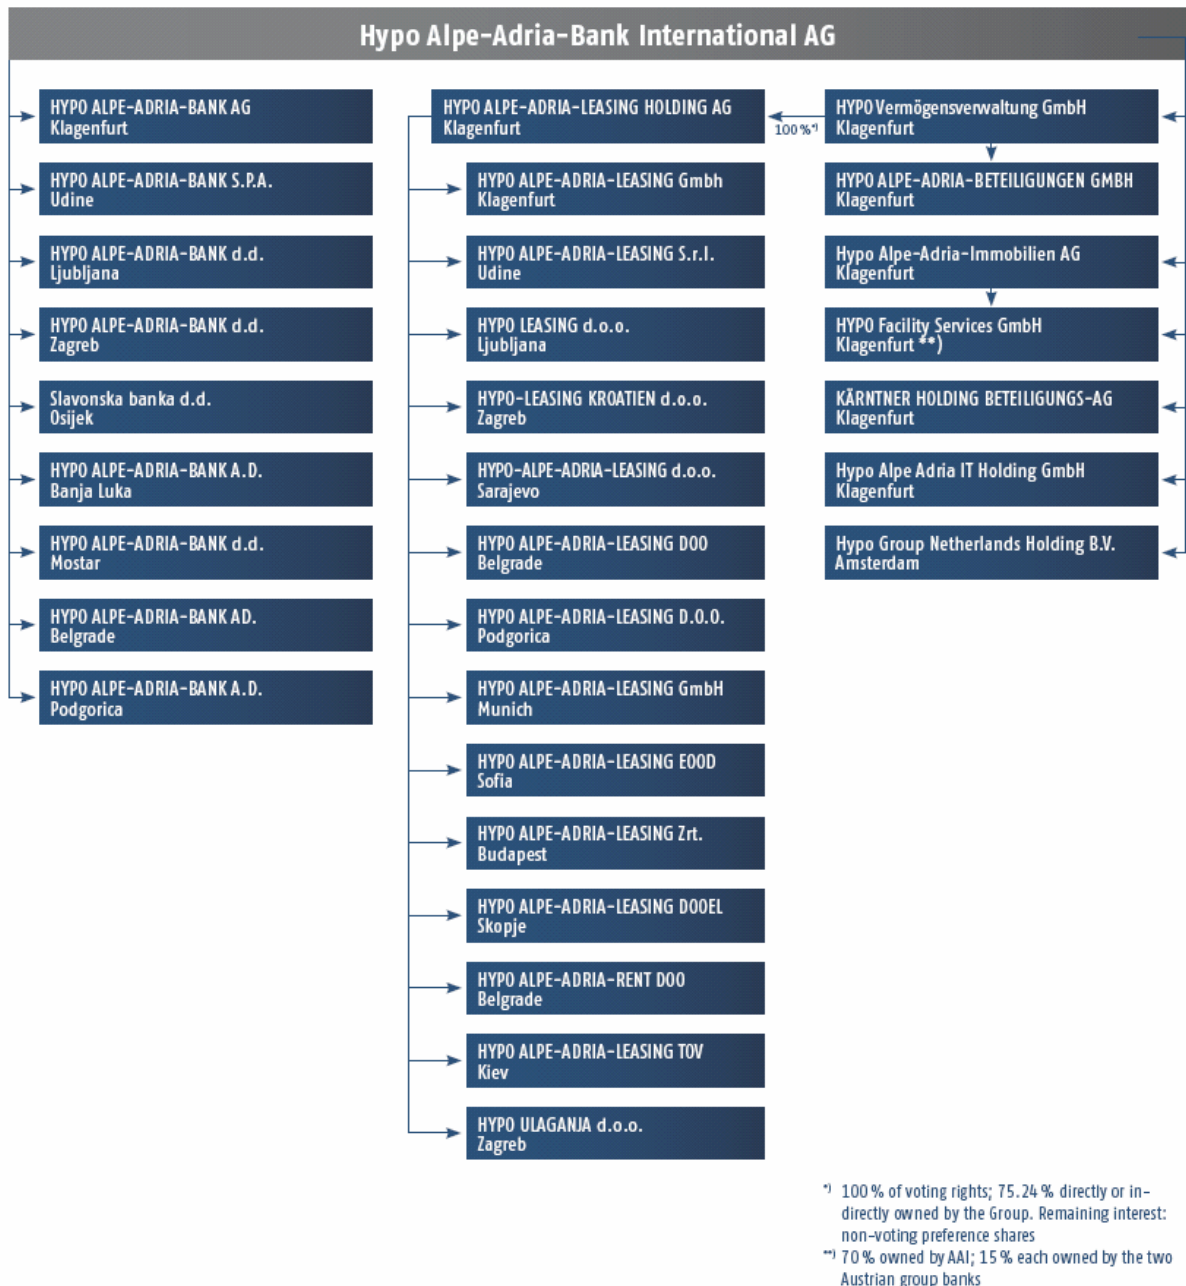 Hypo Alpe-Adria-Bank International AG
HYPO ALPE-ADRIA-BANK AG
Klagenfurt
HYPO ALPE-ADRIA-BANK S.P.A.
Udine
HYPO ALPE-ADRIA-BANK d.d.
Ljubljana
HYPO ALPE-ADRIA-BANK d.d.
Zagreb
Slavonska banka d.d.
Osijek
HYPO ALPE-ADRIA-BANK A.D.
Banja Luka
HYPO ALPE-ADRIA-BANK d.d.
Mostar
HYPO ALPE-ADRIA-BANK AD.
Belgrade
HYPO ALPE-ADRIA-BANK A.D.
Podgorica
HYPO ALPE-ADRIA-LEASING HOLDING AG
Klagenfurt
100%*)
HYPO ALPE-ADRIA-LEASING Gmbh
Klagenfurt
HYPO ALPE-ADRIA-LEASING S.r.l.
Udine
HYPO LEASING d.o.o.
Ljubljana
HYPO-LEASING KROATIEN d.o.o.
Zagreb
HYPO-ALPE-ADRIA-LEASING d.o.o.
Sarajevo
HYPO ALPE-ADRIA-LEASING DOO
Belgrade
HYPO ALPE-ADRIA-LEASING D.O.O.
Podgorica
HYPO ALPE-ADRIA-LEASING GmbH
Munich
HYPO ALPE-ADRIA-LEASING EOOD
Sofia
HYPO ALPE-ADRIA-LEASING Zrt.
Budapest
HYPO ALPE-ADRIA-LEASING DOOEL
Skopje
HYPO ALPE-ADRIA-RENT DOO
Belgrade
HYPO ALPE-ADRIA-LEASING TOV
Kiev
HYPO ULAGANJA d.o.o.
Zagreb
HYPO Vermögensverwaltung GmbH
Klagenfurt
HYPO ALPE-ADRIA-BETEILIGUNGEN GMBH
Klagenfurt
Hypo Alpe-Adria-Immobilien AG
Klagenfurt
HYPO Facility Services GmbH
Klagenfurt **)
KÄRNTNER HOLDING BETEILIGUNGS-AG
Klagenfurt
Hypo Alpe Adria IT Holding GmbH
Klagenfurt
Hypo Group Netherlands Holding B.V.
Amsterdam
*) 100% of voting rights; 75.24% directly or in-
directly owned by the Group. Remaining interest:
non-voting preference shares
**) 70% owned by AAI; 15% each owned by the two
Austrian group banks